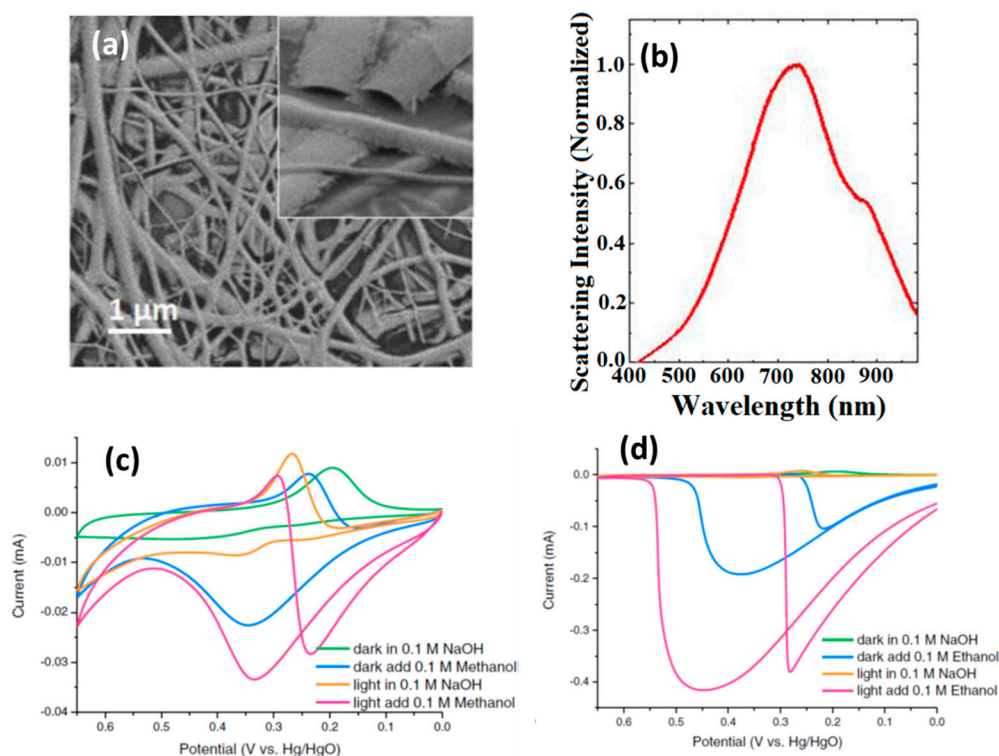 (a)
1 μm
(b)
Scattering Intensity (Normalized)
1.0
0.8
0.6
0.4
0.2
0.0
400 500 600 700 800 900
Wavelength (nm)
(c)
Current (mA)
0.01
0.00
-0.01
-0.02
-0.03
-0.04
dark in 0.1 M NaOH
dark add 0.1 M Methanol
light in 0.1 M NaOH
light add 0.1 M Methanol
0.6 0.5 0.4 0.3 0.2 0.1 0.0
Potential (V vs. Hg/HgO)
(d)
Current (mA)
0.0
-0.1
-0.2
-0.3
-0.4
dark in 0.1 M NaOH
dark add 0.1 M Ethanol
light in 0.1 M NaOH
light add 0.1 M Ethanol
0.6 0.5 0.4 0.3 0.2 0.1 0.0
Potential (V vs. Hg/HgO)